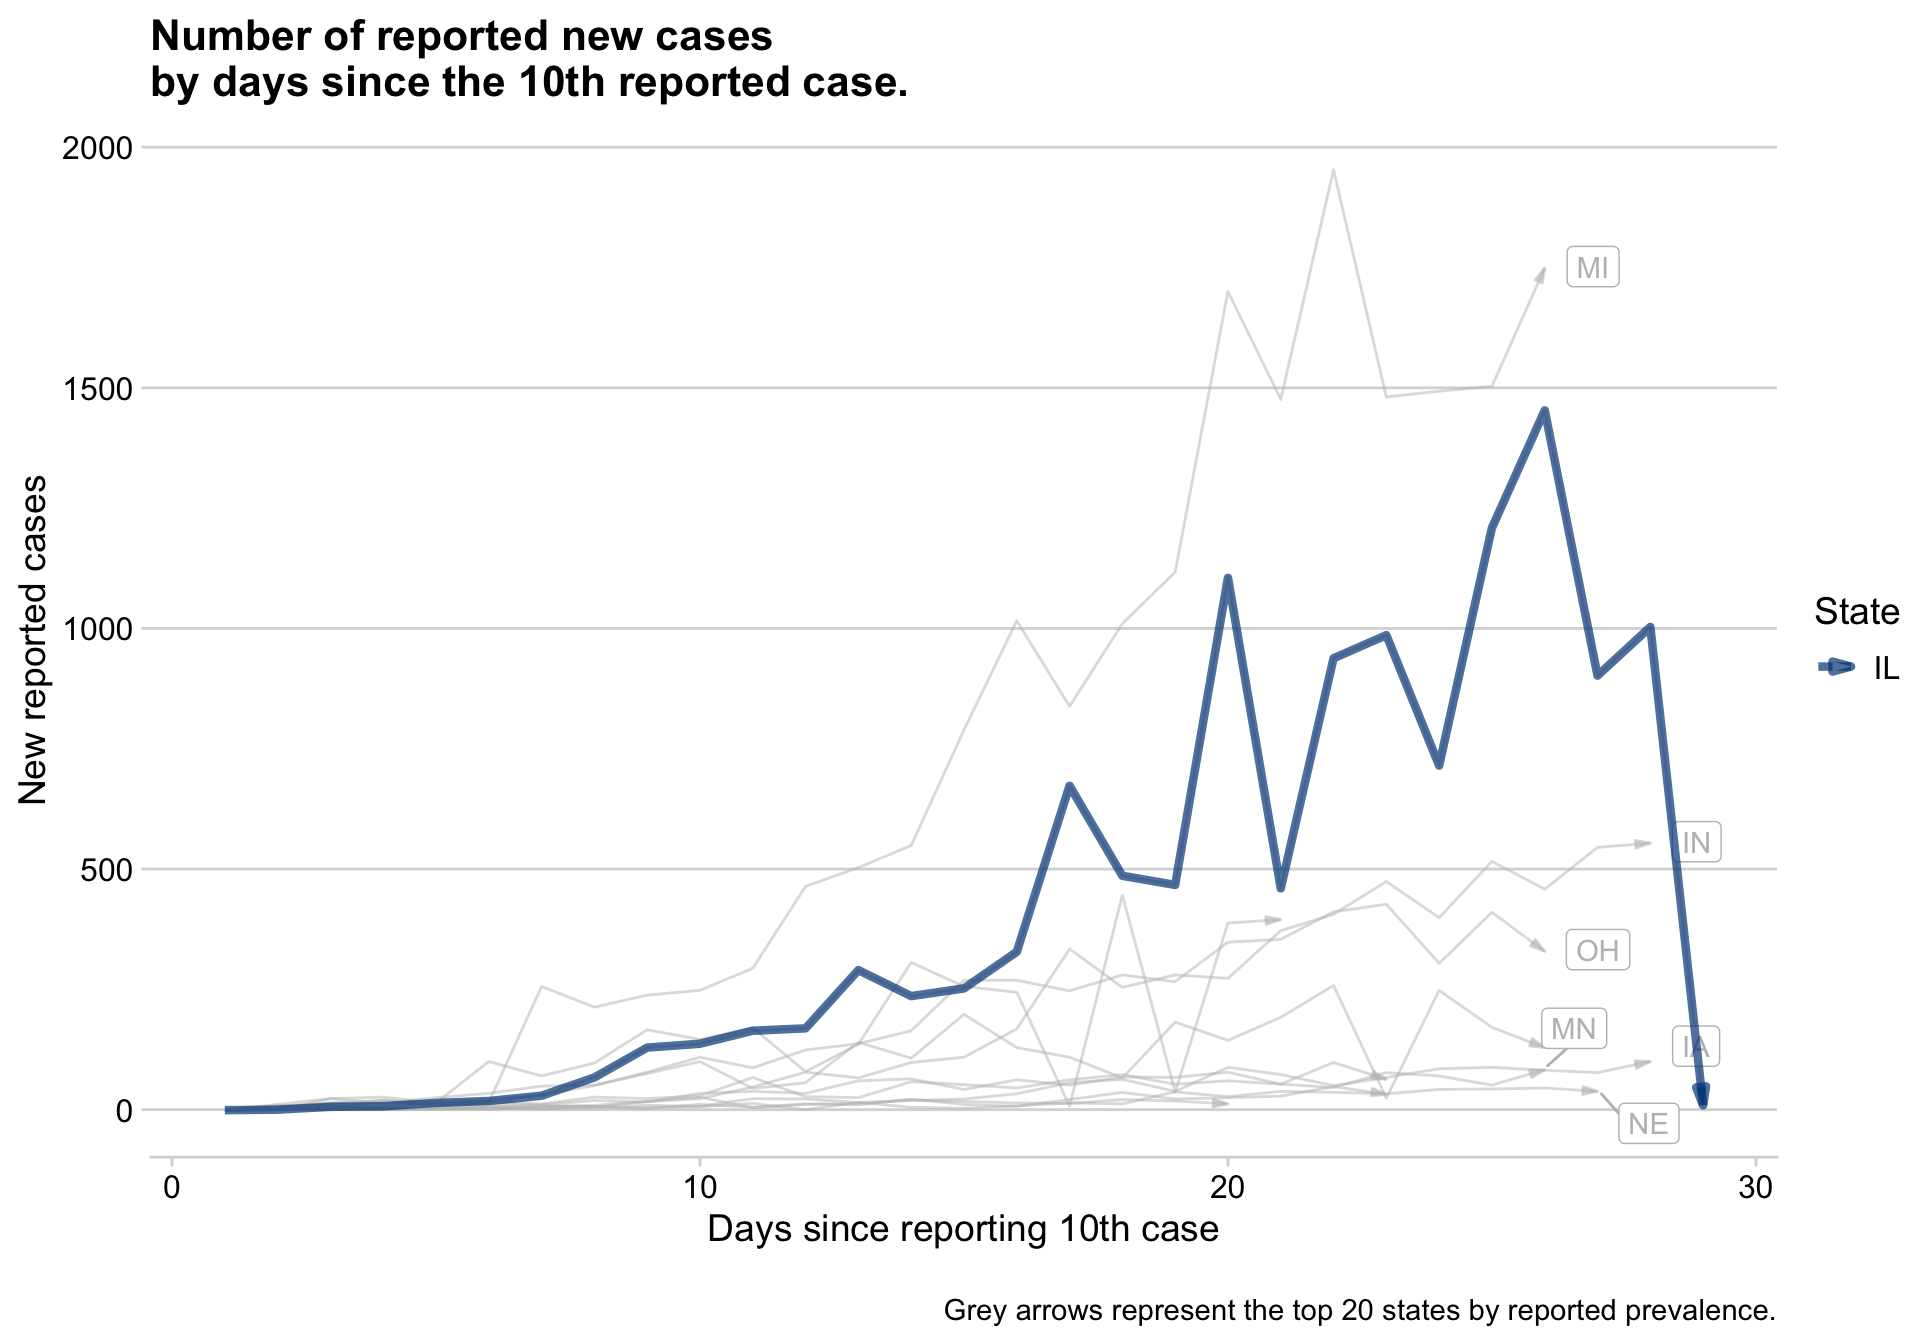 Number of reported new cases
by days since the 10th reported case.
2000
1500
1000
500
0
New reported cases
MI
IN
OH
MN
IA
NE
State
IL
0 10 20 30
Days since reporting 10th case
Grey arrows represent the top 20 states by reported prevalence.